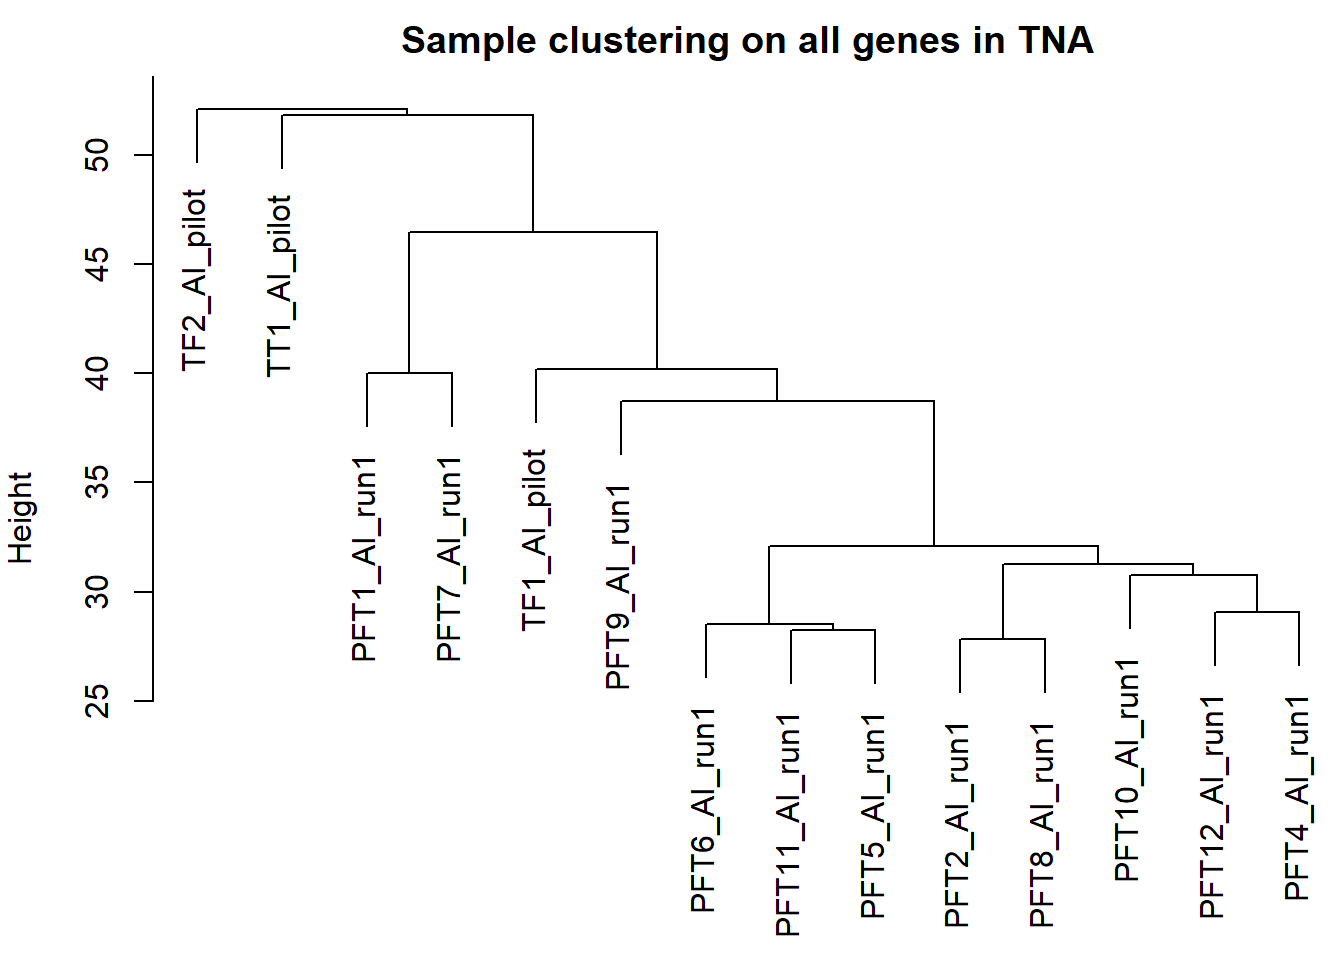 Sample clustering on all genes in TNA
Height
50
45
40
35
30
25
TF2_AI_pilot
TT1_AI_pilot
PFT1_AI_run1
PFT7_AI_run1
TF1_AI_pilot
PFT9_AI_run1
PFT6_AI_run1
PFT11_AI_run1
PFT5_AI_run1
PFT2_AI_run1
PFT8_AI_run1
PFT10_AI_run1
PFT12_AI_run1
PFT4_AI_run1